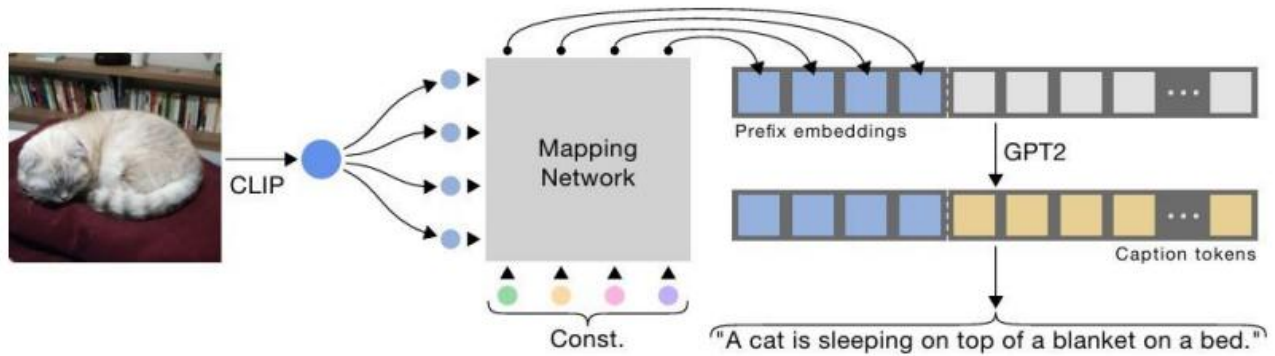 CLIP
Mapping
Network
Const.
Prefix embeddings
GPT2
...
Caption tokens
...
"A cat is sleeping on top of a blanket on a bed."